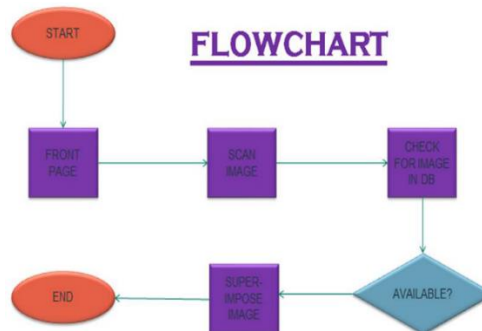 START
FLOWCHART
FRONT
PAGE
SCAN
IMAGE
CHECK
FOR IMAGE
IN DB
END
SUPER-
IMPOSE
IMAGE
AVAILABLE?